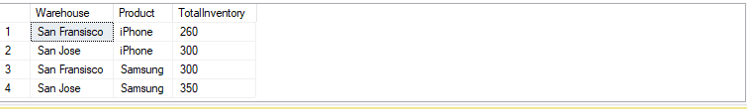 Warehouse Product TotalInventory
1 San Fransisco iPhone 260
2 San Jose iPhone 300
3 San Fransisco Samsung 300
4 San Jose Samsung 350